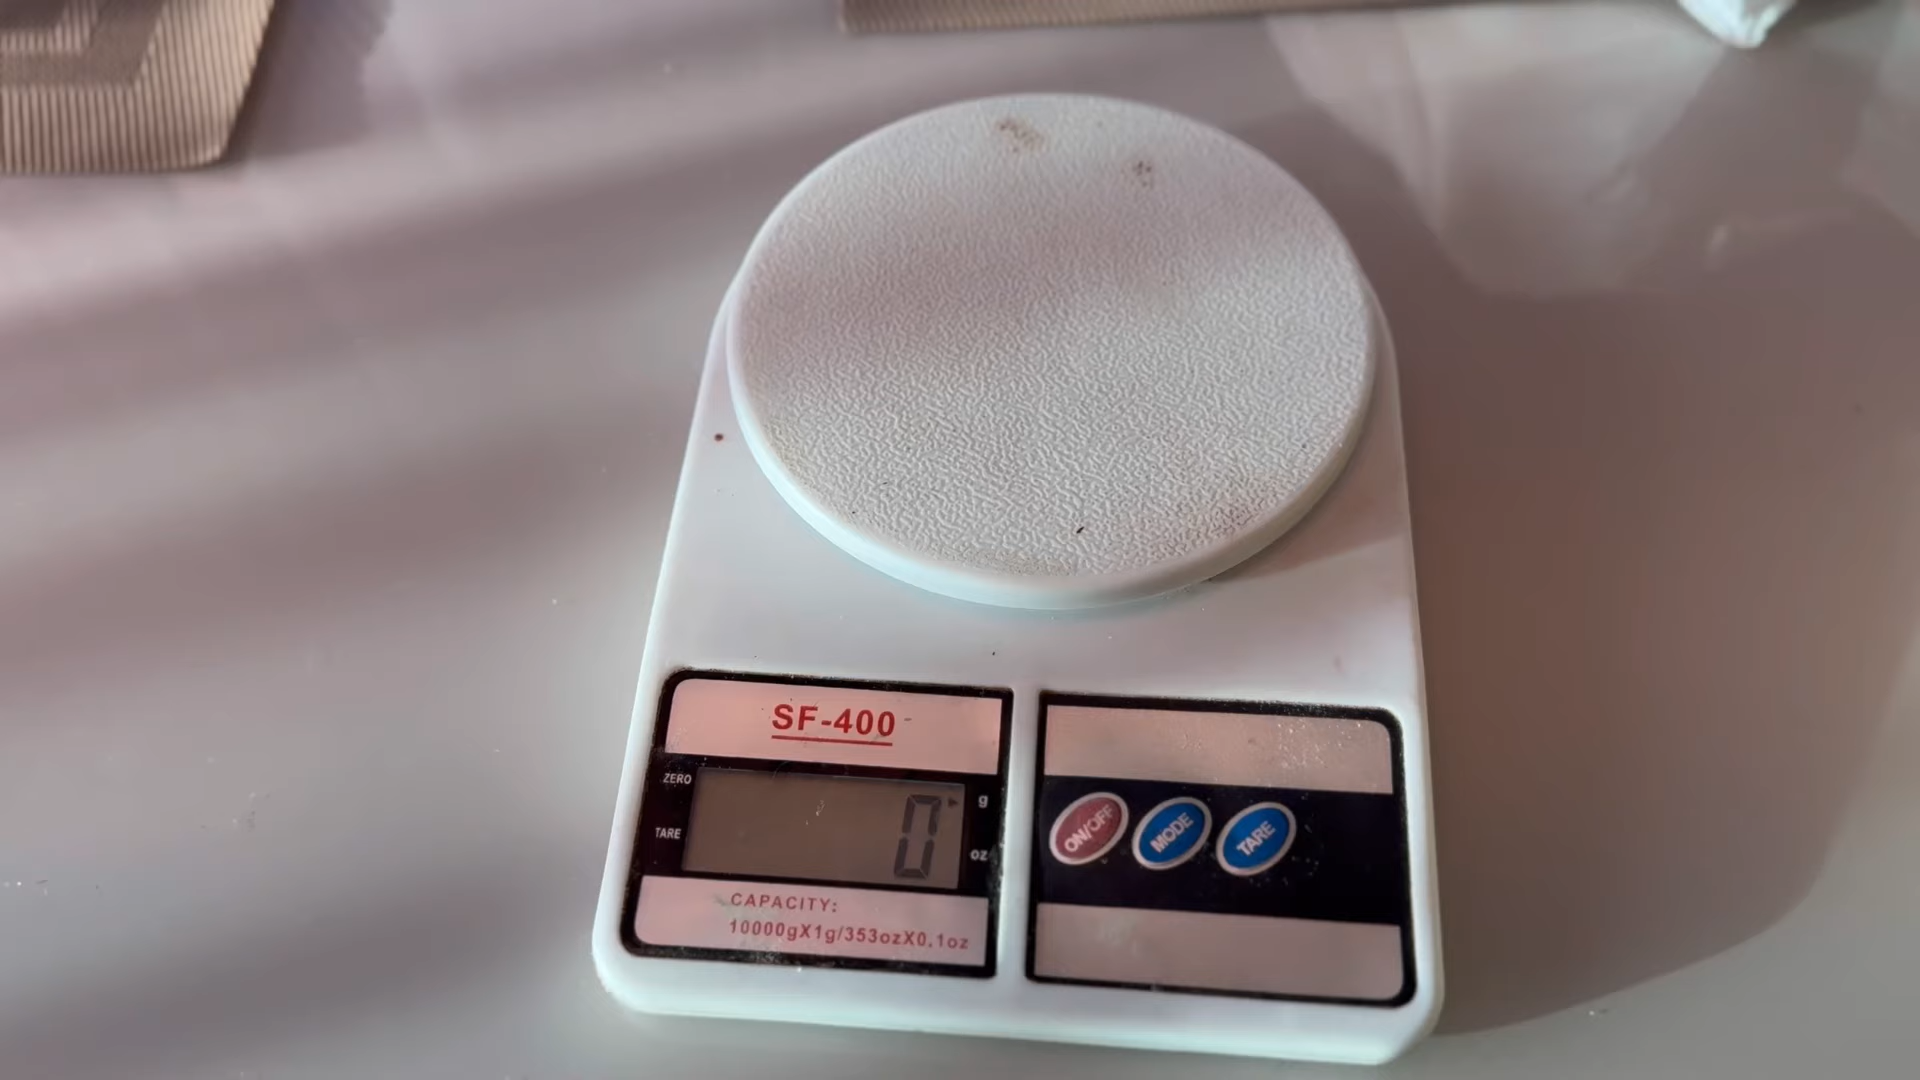 SF-400
ZERO
TARE
0
g
oz
CAPACITY:
10000gX1g/353ozX0.1oz
ON/OFF
MODE
TARE